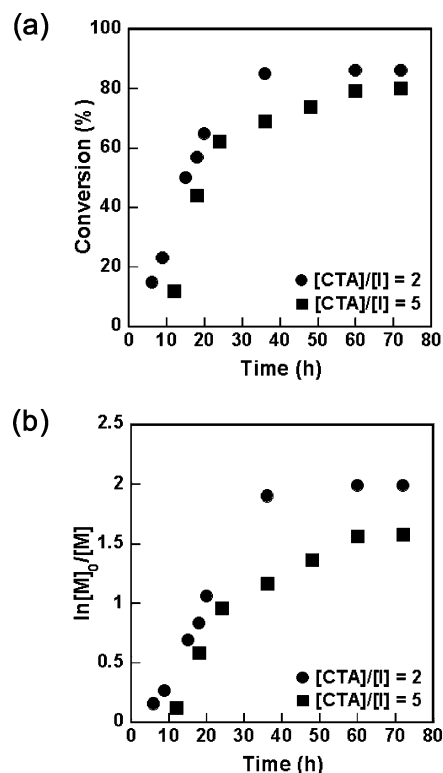 (a)
100
80
60
40
20
0
Conversion (%)
● [CTA]/[I] = 2
■ [CTA]/[I] = 5
0 10 20 30 40 50 60 70 80
Time (h)
(b)
2.5
2
1.5
1
0.5
0
ln[M]0/[M]
● [CTA]/[I] = 2
■ [CTA]/[I] = 5
0 10 20 30 40 50 60 70 80
Time (h)